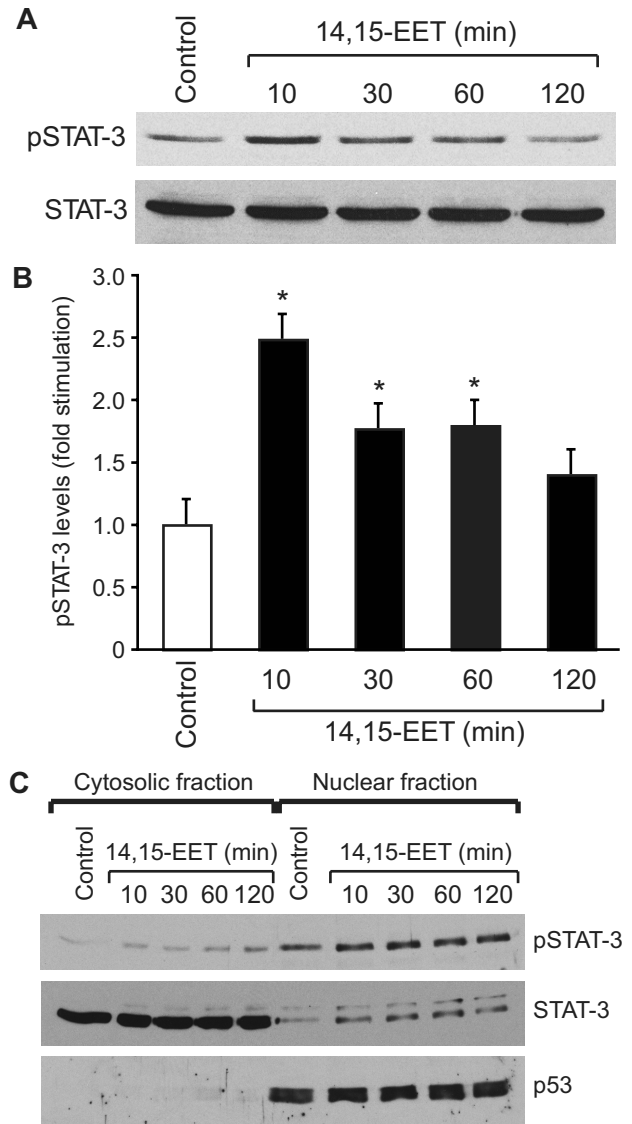 A
Control
14,15-EET (min)
10 30 60 120
pSTAT-3
STAT-3
B
pSTAT-3 levels (fold stimulation)
3.0
2.5
2.0
1.5
1.0
0.5
0
*
*
*
Control
10 30 60 120
14,15-EET (min)
C
Cytosolic fraction Nuclear fraction
Control
14,15-EET (min)
10 30 60 120
Control
14,15-EET (min)
10 30 60 120
pSTAT-3
STAT-3
p53